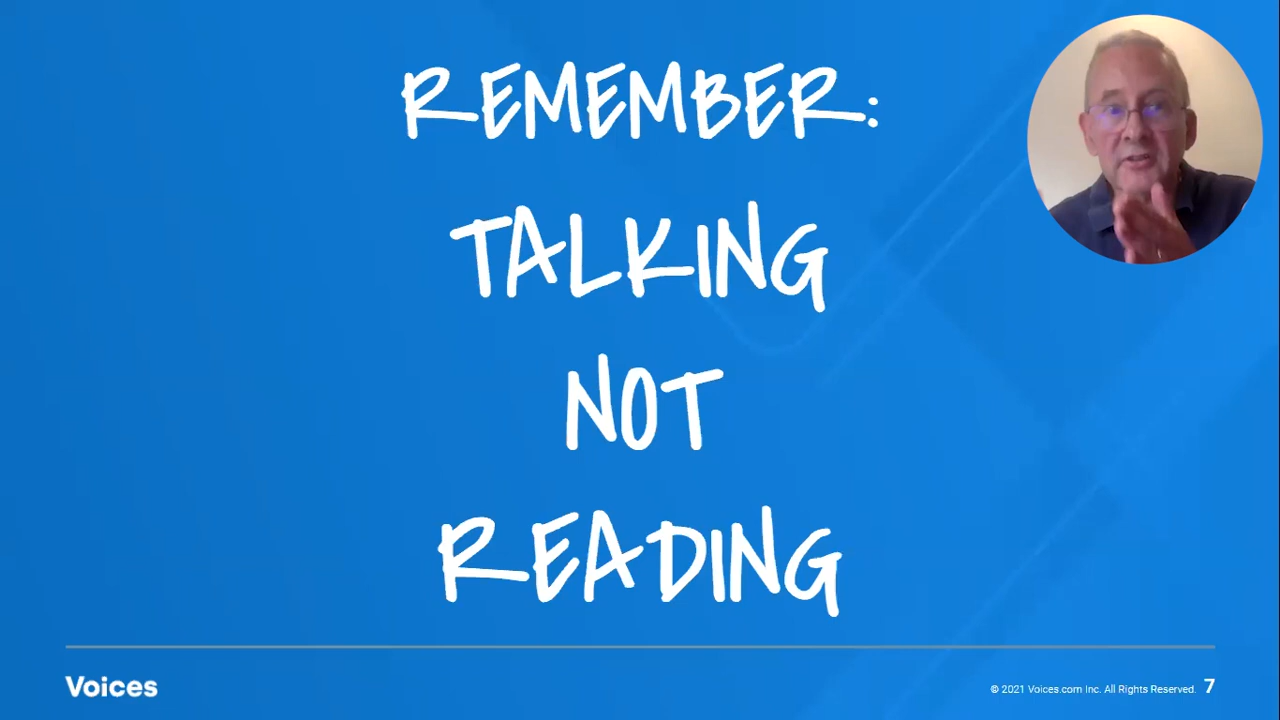 REMEMBER:
TALKING
NOT
READING
Voices
© 2021 Voices.com Inc. All Rights Reserved. 7